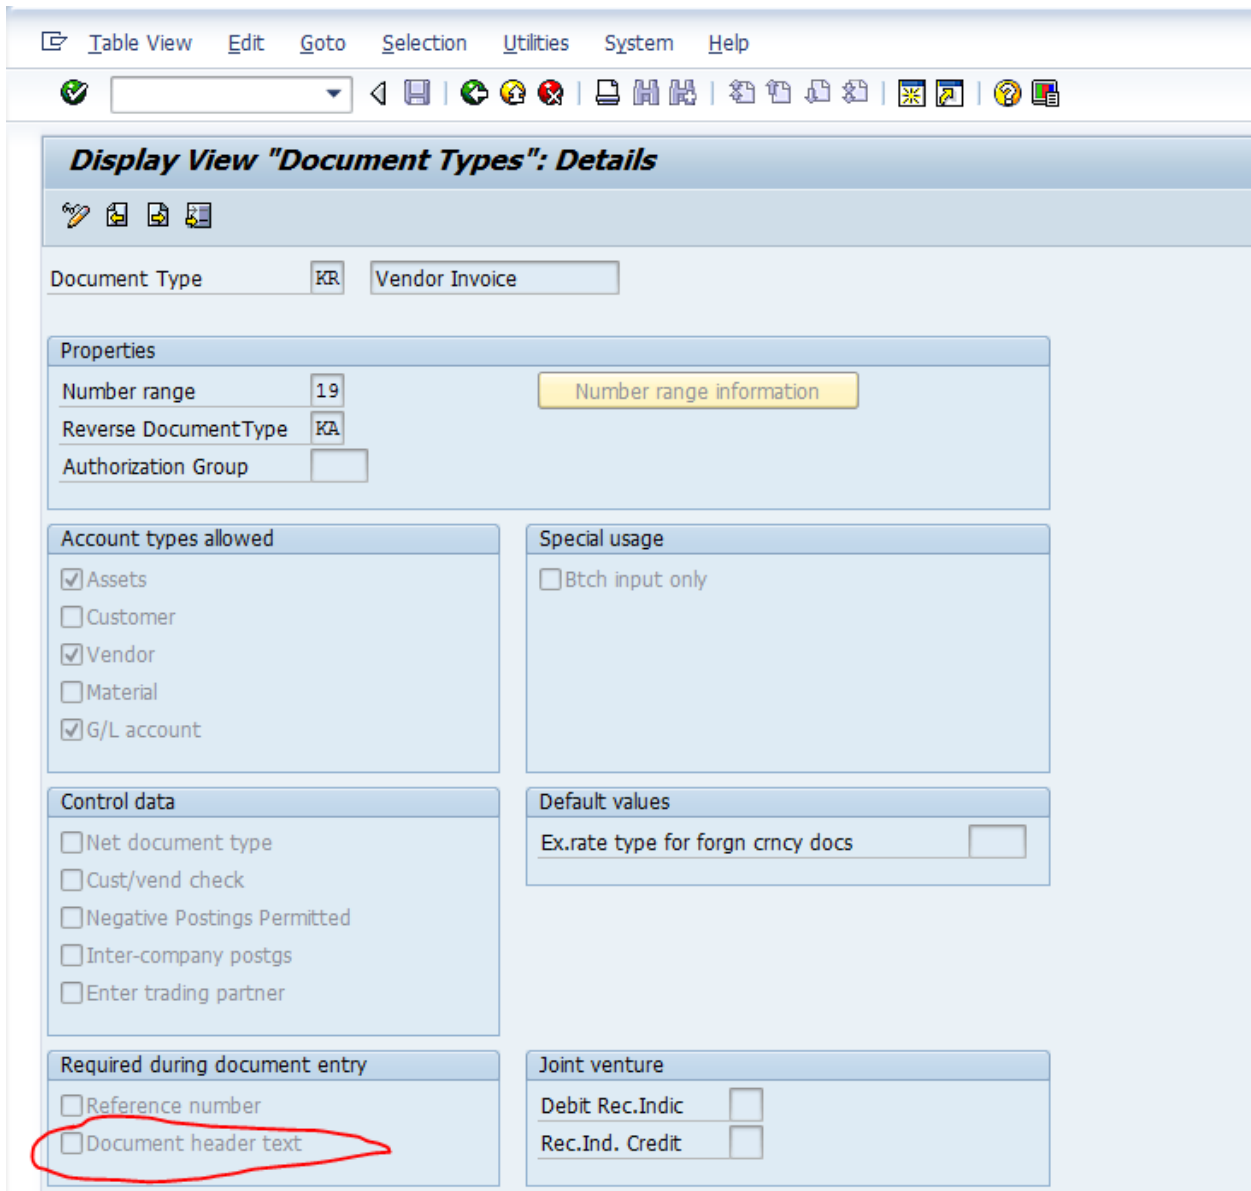 Table View Edit Goto Selection Utilities System Help
Display View "Document Types": Details
Document Type KR Vendor Invoice
Properties
Number range 19 Number range information
Reverse DocumentType KA
Authorization Group
Account types allowed
Assets
Customer
Vendor
Material
G/L account
Special usage
Btch input only
Control data
Net document type
Cust/vend check
Negative Postings Permitted
Inter-company postgs
Enter trading partner
Default values
Ex.rate type for forgn crncy docs
Required during document entry
Reference number
Document header text
Joint venture
Debit Rec.Indic
Rec.Ind. Credit